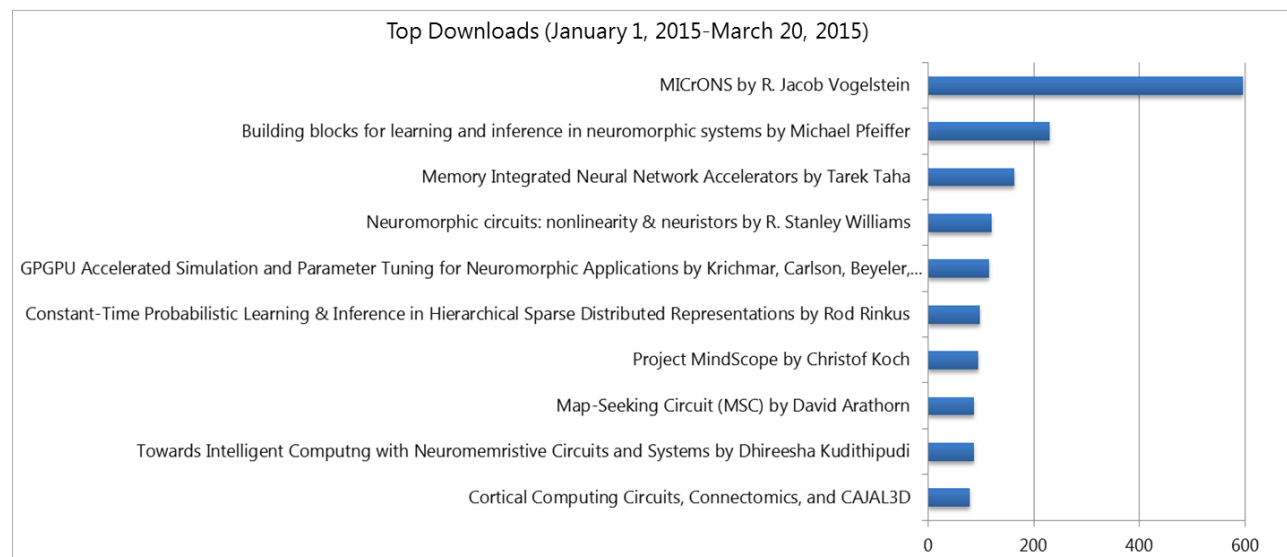 Top Downloads (January 1, 2015-March 20, 2015)
MICrONS by R. Jacob Vogelstein
Building blocks for learning and inference in neuromorphic systems by Michael Pfeiffer
Memory Integrated Neural Network Accelerators by Tarek Taha
Neuromorphic circuits: nonlinearity & neuristors by R. Stanley Williams
GPGPU Accelerated Simulation and Parameter Tuning for Neuromorphic Applications by Krichmar, Carlson, Beyeler,...
Constant-Time Probabilistic Learning & Inference in Hierarchical Sparse Distributed Representations by Rod Rinkus
Project MindScope by Christof Koch
Map-Seeking Circuit (MSC) by David Arathorn
Towards Intelligent Computng with Neuromemristive Circuits and Systems by Dhireesha Kudithipudi
Cortical Computing Circuits, Connectomics, and CAJAL3D
0 200 400 600